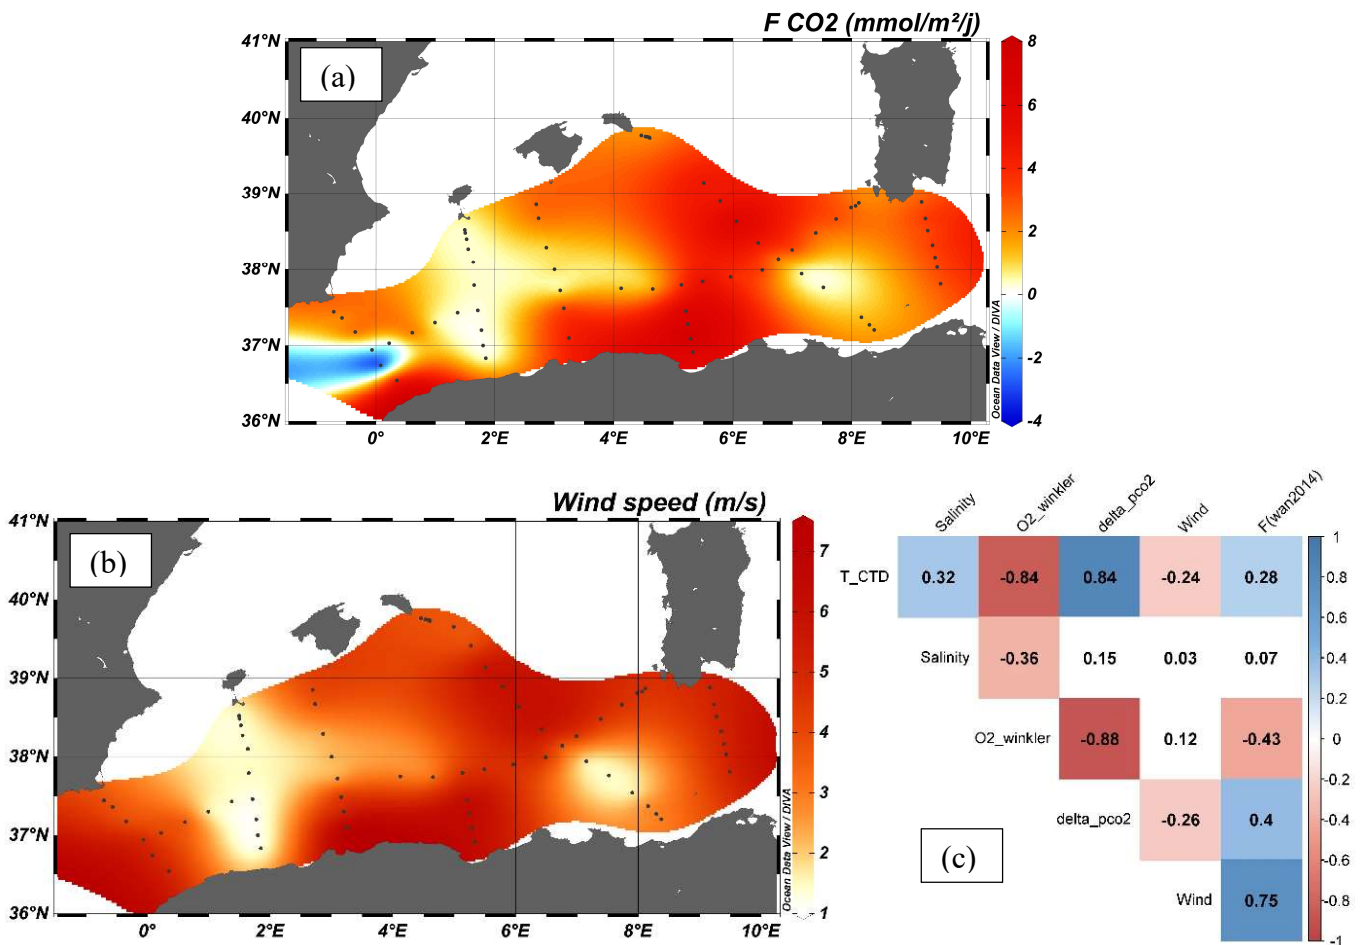 F CO2 (mmol/m²/j)
(a)
41°N
40°N
39°N
38°N
37°N
36°N
0°
2°E
4°E
6°E
8°E
10°E
8
6
4
2
0
-2
-4
Ocean Data View / DIVA
Wind speed (m/s)
(b)
41°N
40°N
39°N
38°N
37°N
36°N
0°
2°E
4°E
6°E
8°E
10°E
7
6
5
4
3
2
1
Ocean Data View / DIVA
Salinity
O2_winkler
delta_pco2
Wind
F(wan2014)
T_CTD 0.32 -0.84 0.84 -0.24 0.28
Salinity -0.36 0.15 0.03 0.07
O2_winkler -0.88 0.12 -0.43
delta_pco2 -0.26 0.4
Wind 0.75
(c)
1
0.8
0.6
0.4
0.2
0
-0.2
-0.4
-0.6
-0.8
-1